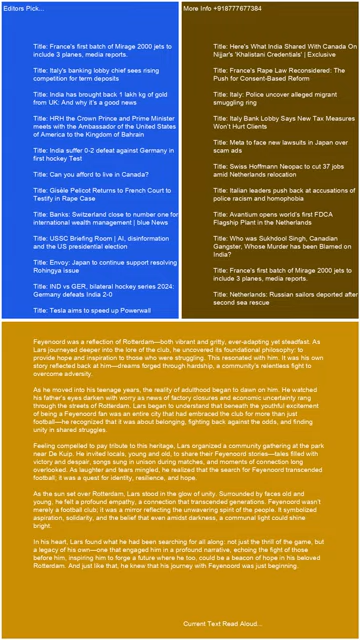 Editors Pick...
Title: France's first batch of Mirage 2000 jets to
include 3 planes, media reports.
Title: Italy's banking lobby chief sees rising
competition for term deposits
Title: India has brought back 1 lakh kg of gold
from UK: And why it's a good news
Title: HRH the Crown Prince and Prime Minister
meets with the Ambassador of the United States
of America to the Kingdom of Bahrain
Title: India suffer 0-2 defeat against Germany in
first hockey Test
Title: Can you afford to live in Canada?
Title: Gisèle Pelicot Returns to French Court to
Testify in Rape Case
Title: Banks: Switzerland close to number one for
international wealth management | blue News
Title: USSC Briefing Room | AI, disinformation
and the US presidential election
Title: Envoy: Japan to continue support resolving
Rohingya issue
Title: IND vs GER, bilateral hockey series 2024:
Germany defeats India 2-0
Title: Tesla aims to speed up Powerwall
More Info +918777677384
Title: Here's What India Shared With Canada On
Nijjar's 'Khalistani Credentials' | Exclusive
Title: France's Rape Law Reconsidered: The
Push for Consent-Based Reform
Title: Italy: Police uncover alleged migrant
smuggling ring
Title: Italy Bank Lobby Says New Tax Measures
Won't Hurt Clients
Title: Meta to face new lawsuits in Japan over
scam ads
Title: Swiss Hoffmann Neopac to cut 37 jobs
amid Netherlands relocation
Title: Italian leaders push back at accusations of
police racism and homophobia
Title: Avantium opens world's first FDCA
Flagship Plant in the Netherlands
Title: Who was Sukhdool Singh, Canadian
Gangster, Whose Murder has been Blamed on
India?
Title: France's first batch of Mirage 2000 jets to
include 3 planes, media reports.
Title: Netherlands: Russian sailors deported after
second sea rescue
Feyenoord was a reflection of Rotterdam—both vibrant and gritty, ever-adapting yet steadfast. As
Lars journeyed deeper into the lore of the club, he uncovered its foundational philosophy: to
provide hope and inspiration to those who were struggling. This resonated with him. It was his own
story reflected back at him—dreams forged through hardship, a community's relentless fight to
overcome adversity.
As he moved into his teenage years, the reality of adulthood began to dawn on him. He watched
his father's eyes darken with worry as news of factory closures and economic uncertainty rang
through the streets of Rotterdam. Lars began to understand that beneath the youthful excitement
of being a Feyenoord fan was an entire city that had embraced the club for more than just
football—he recognized that it was about belonging, fighting back against the odds, and finding
unity in shared struggles.
Feeling compelled to pay tribute to this heritage, Lars organized a community gathering at the park
near De Kuip. He invited locals, young and old, to share their Feyenoord stories—tales filled with
victory and despair, songs sung in unison during matches, and moments of connection long
overlooked. As laughter and tears mingled, he realized that the search for Feyenoord transcended
football; it was a quest for identity, resilience, and hope.
As the sun set over Rotterdam, Lars stood in the glow of unity. Surrounded by faces old and
young, he felt a profound empathy, a connection that transcended generations. Feyenoord wasn't
merely a football club; it was a mirror reflecting the unwavering spirit of the people. It symbolized
aspiration, solidarity, and the belief that even amidst darkness, a communal light could shine
bright.
In his heart, Lars found what he had been searching for all along: not just the thrill of the game, but
a legacy of his own—one that engaged him in a profound narrative, echoing the fight of those
before him, inspiring him to forge a future where he too, could be a beacon of hope in his beloved
Rotterdam. And just like that, he knew that his journey with Feyenoord was just beginning.
Current Text Read Aloud...